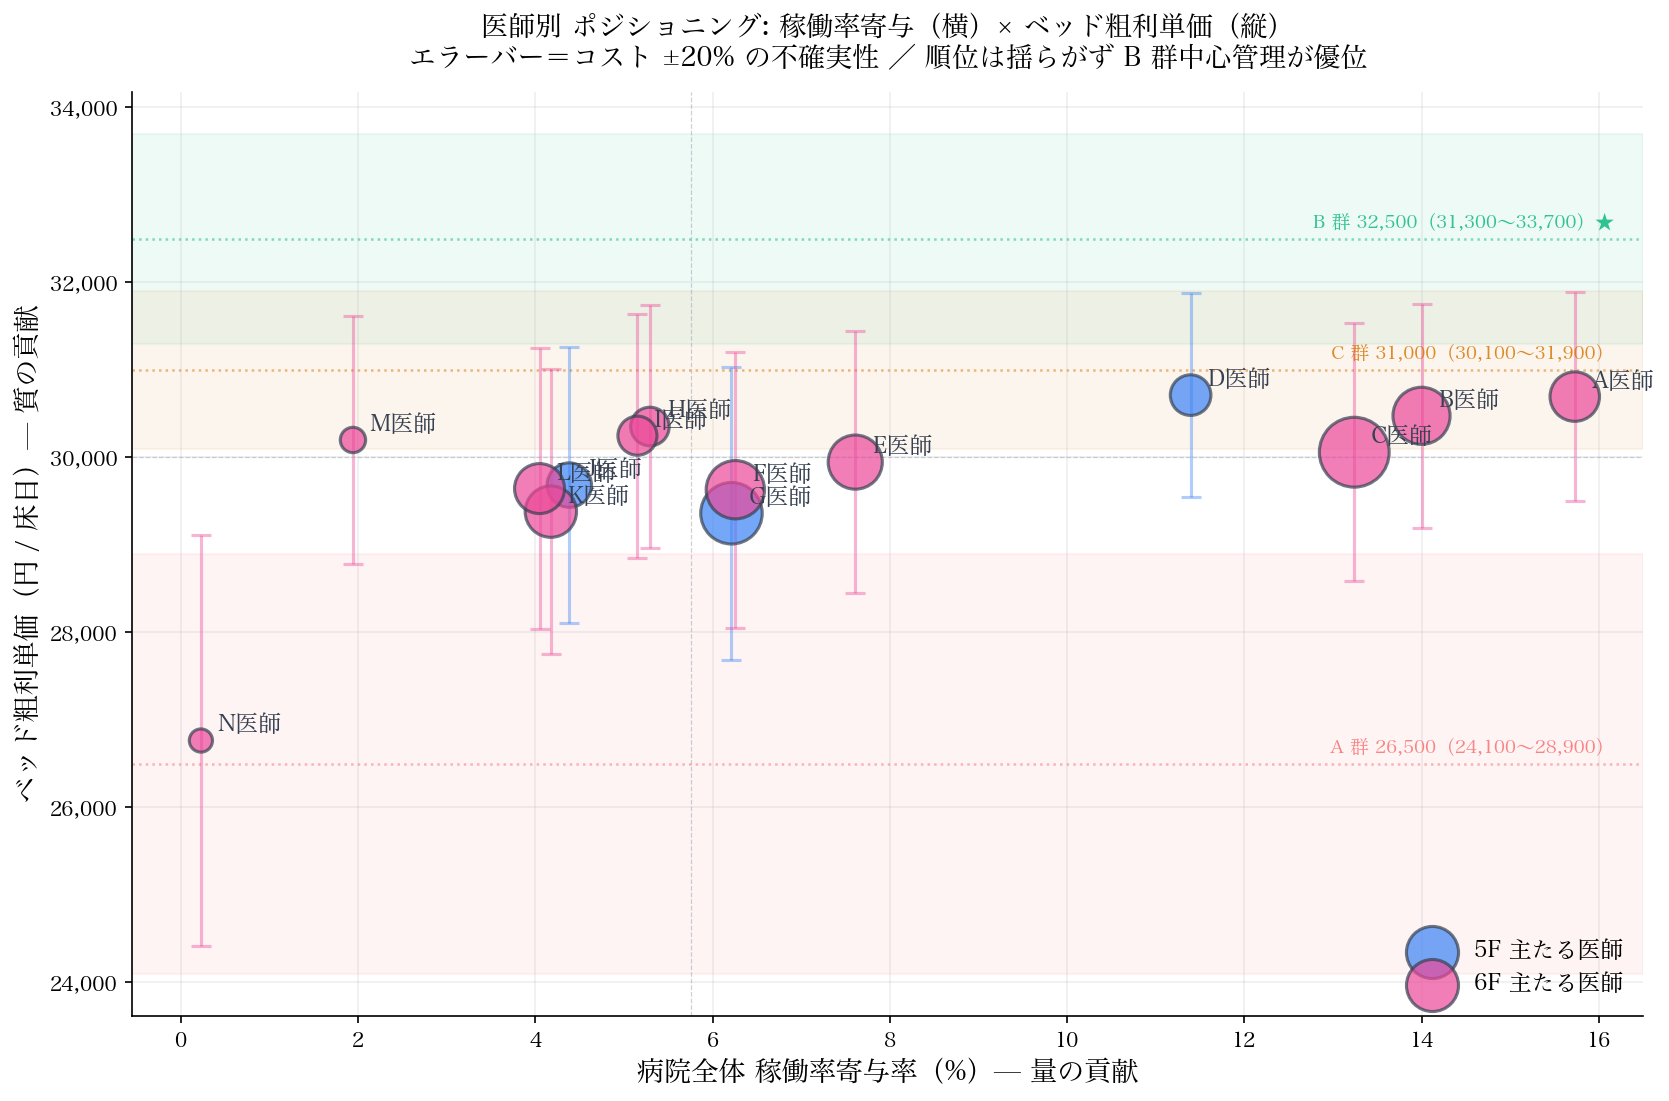 医師別 ポジショニング: 稼働率寄与（横）× ベッド粗利単価（縦）
エラーバー＝コスト ±20% の不確実性 ／ 順位は揺らがず B 群中心管理が優位
ベッド粗利単価（円 / 床日）— 質の貢献
34,000
32,000
30,000
28,000
26,000
24,000
B 群 32,500（31,300〜33,700）★
C 群 31,000（30,100〜31,900）
A 群 26,500（24,100〜28,900）
A医師
B医師
C医師
D医師
E医師
F医師
G医師
H医師
I医師
J医師
K医師
L医師
M医師
N医師
5F 主たる医師
6F 主たる医師
0
2
4
6
8
10
12
14
16
病院全体 稼働率寄与率（%）— 量の貢献